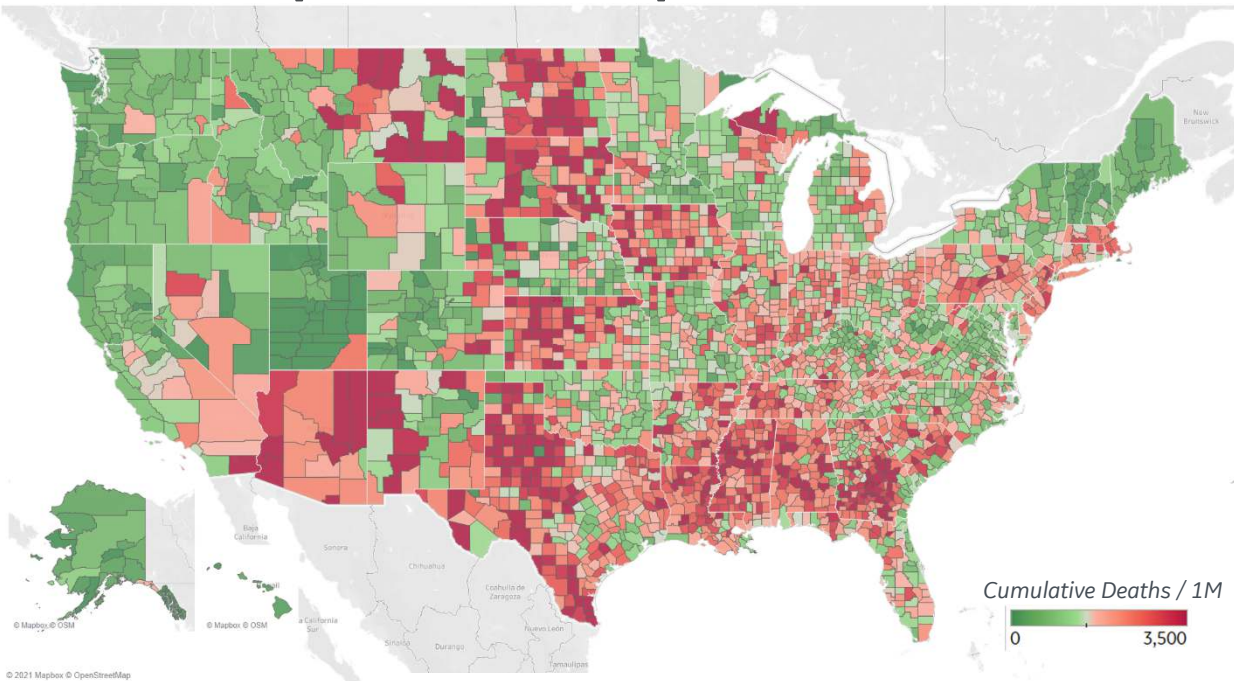 New
Brunswick
Baja
California
Sonora
Chihuahua
Coahuila de
Zaragoza
Nuevo León
Sinaloa
Durango
Tamaulipas
a California
Sur
© Mapbox © OSM
© Mapbox © OSM
Cumulative Deaths / 1M
0
3,500
© 2021 Mapbox © OpenStreetMap